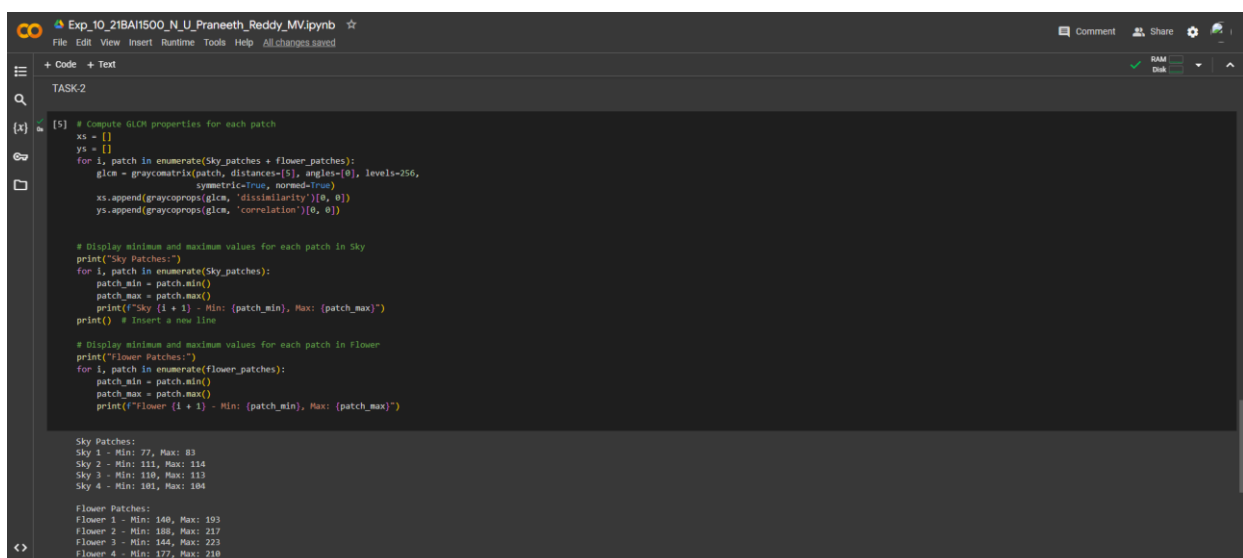 Exp_10_21BAI1500_N_U_Praneeth_Reddy_MV.ipynb
File Edit View Insert Runtime Tools Help All changes saved
Comment Share
+ Code + Text
RAM
Disk
TASK-2
{x}
[5] # Compute GLCM properties for each patch
0s
xs = []
ys = []
for i, patch in enumerate(Sky_patches + flower_patches):
glcm = graycomatrix(patch, distances=[5], angles=[0], levels=256,
symmetric=True, normed=True)
xs.append(graycoprops(glcm, 'dissimilarity')[0, 0])
ys.append(graycoprops(glcm, 'correlation')[0, 0])
# Display minimum and maximum values for each patch in Sky
print("Sky Patches:")
for i, patch in enumerate(Sky_patches):
patch_min = patch.min()
patch_max = patch.max()
print(f"Sky {i + 1} - Min: {patch_min}, Max: {patch_max}")
print() # Insert a new line
# Display minimum and maximum values for each patch in Flower
print("Flower Patches:")
for i, patch in enumerate(flower_patches):
patch_min = patch.min()
patch_max = patch.max()
print(f"Flower {i + 1} - Min: {patch_min}, Max: {patch_max}")
Sky Patches:
Sky 1 - Min: 77, Max: 83
Sky 2 - Min: 111, Max: 114
Sky 3 - Min: 110, Max: 113
Sky 4 - Min: 101, Max: 104
Flower Patches:
Flower 1 - Min: 140, Max: 193
Flower 2 - Min: 188, Max: 217
Flower 3 - Min: 144, Max: 223
Flower 4 - Min: 177, Max: 210